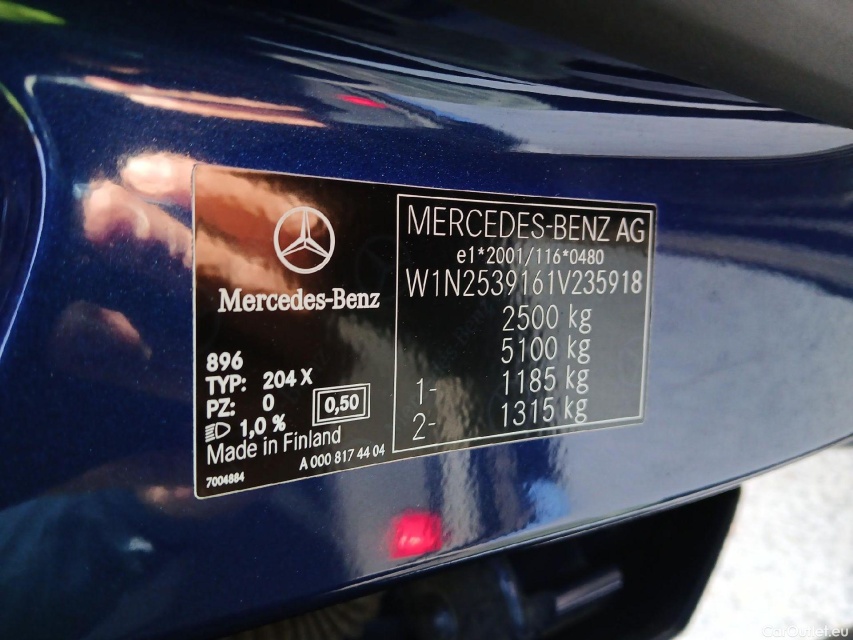 Mercedes-Benz
896
TYP: 204 X
PZ: 0
0,50
1,0 %
Made in Finland
7004884
A 000 817 44 04
MERCEDES-BENZ AG
e1*2001/116*0480
W1N2539161V235918
2500 kg
5100 kg
1- 1185 kg
2- 1315 kg
CarOutlet.eu